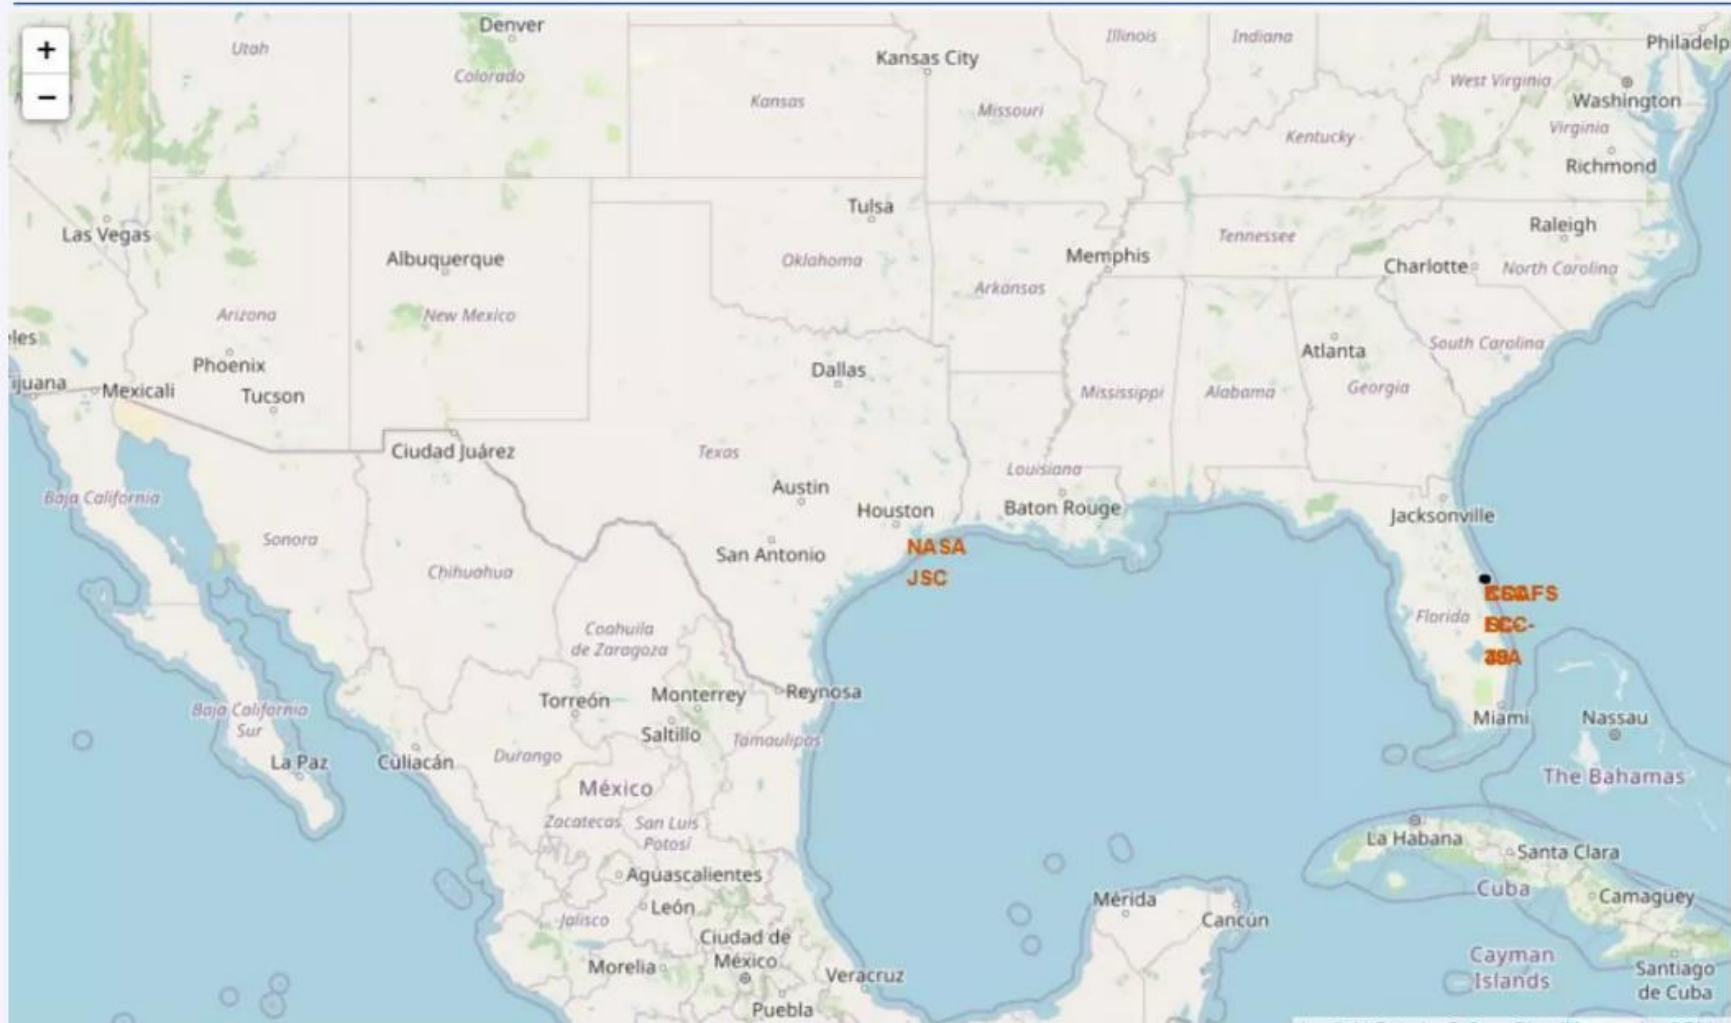 +
−
Denver
Utah
Colorado
Kansas City
Kansas
Missouri
Illinois
Indiana
West Virginia
Philadelp
Washington
Virginia
Richmond
Kentucky
Las Vegas
Albuquerque
Tulsa
Oklahoma
Memphis
Arkansas
Tennessee
Raleigh
Charlotte
North Carolina
Arizona
New Mexico
eles
Phoenix
Tucson
ijuana
Mexicali
Dallas
Atlanta
South Carolina
Mississippi
Alabama
Georgia
Ciudad Juárez
Texas
Louisiana
Austin
Houston
Baton Rouge
Jacksonville
Baja California
Sonora
Chihuahua
San Antonio
NASA
JSC
Florida
Coahuila
de Zaragoza
Torreón
Monterrey
Reynosa
Saltillo
Tamaulipas
Miami
Nassau
Baja California
Sur
La Paz
Culiacán
Durango
México
The Bahamas
Zacatecas
San Luis
Potosí
La Habana
Santa Clara
Aguascalientes
León
Jalisco
Cuba
Camagüey
Mérida
Cancún
Ciudad de
México
Morelia
Veracruz
Puebla
Cayman
Islands
Santiago
de Cuba